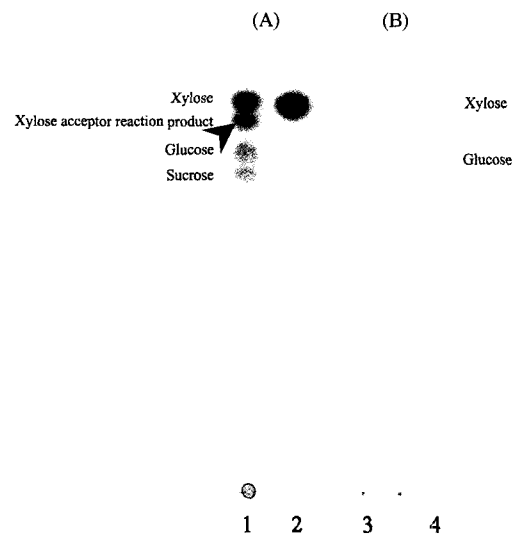 (A) (B)
Xylose Xylose
Xylose acceptor reaction product
Glucose Glucose
Sucrose
1 2 3 4